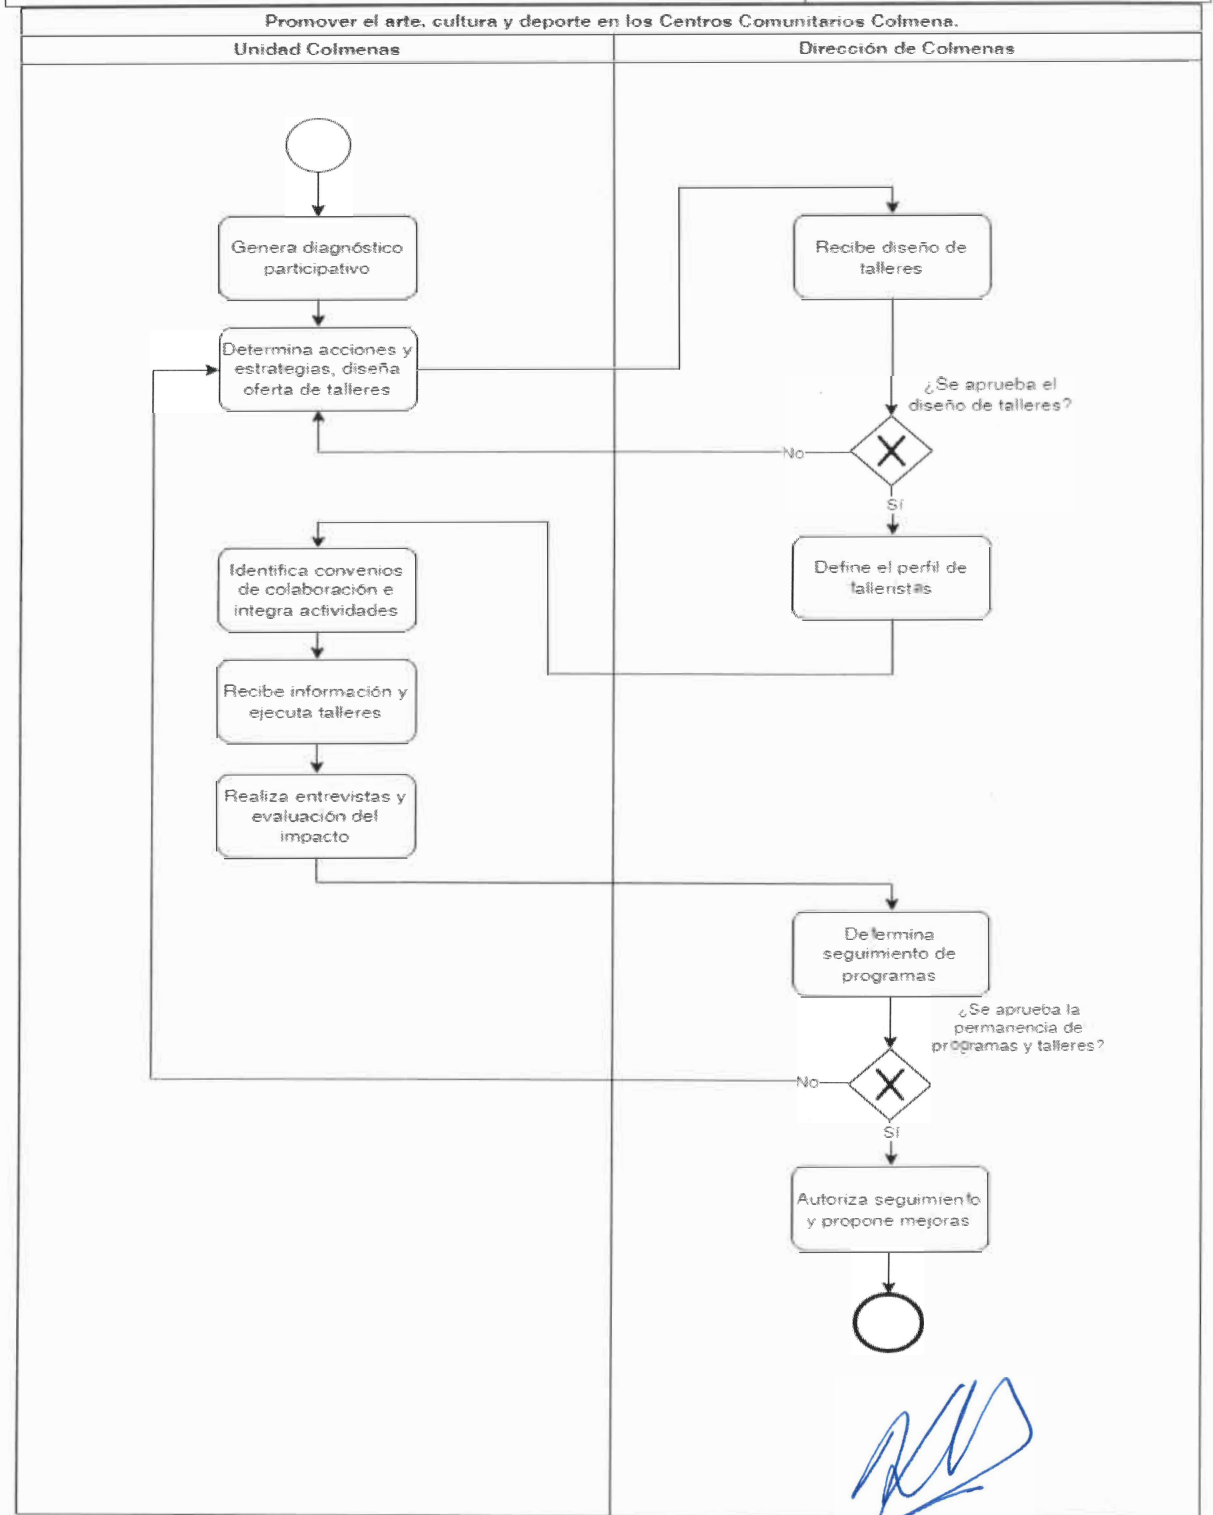 Promover el arte, cultura y deporte en los Centros Comunitarios Colmena.
Unidad Colmenas
Dirección de Colmenas
Genera diagnóstico
participativo
Determina acciones y
estrategias, diseña
oferta de talleres
Recibe diseño de
talleres
¿Se aprueba el
diseño de talleres?
No
Sí
Define el perfil de
talleristas
Identifica convenios
de colaboración e
integra actividades
Recibe información y
ejecuta talleres
Realiza entrevistas y
evaluación del
impacto
Determina
seguimiento de
programas
¿Se aprueba la
permanencia de
programas y talleres?
No
Sí
Autoriza seguimiento
y propone mejoras